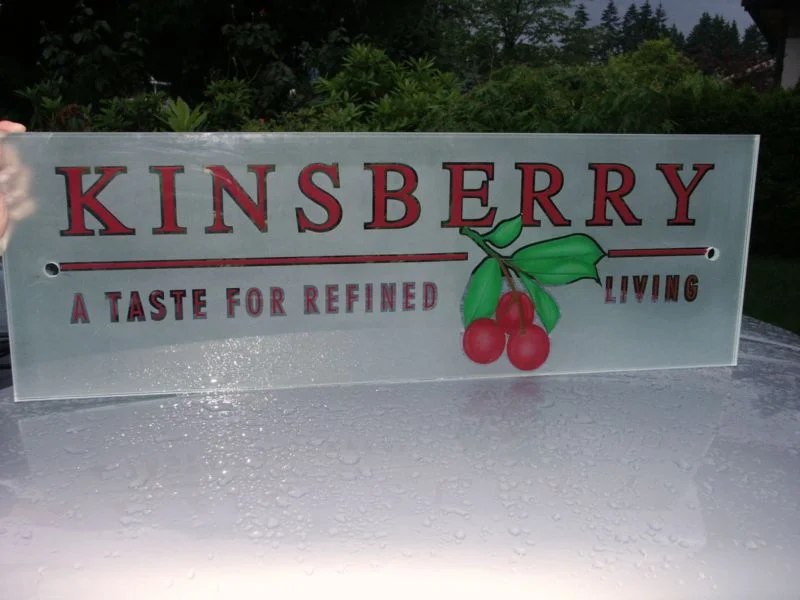 KINSBERRY
A TASTE FOR REFINED LIVING